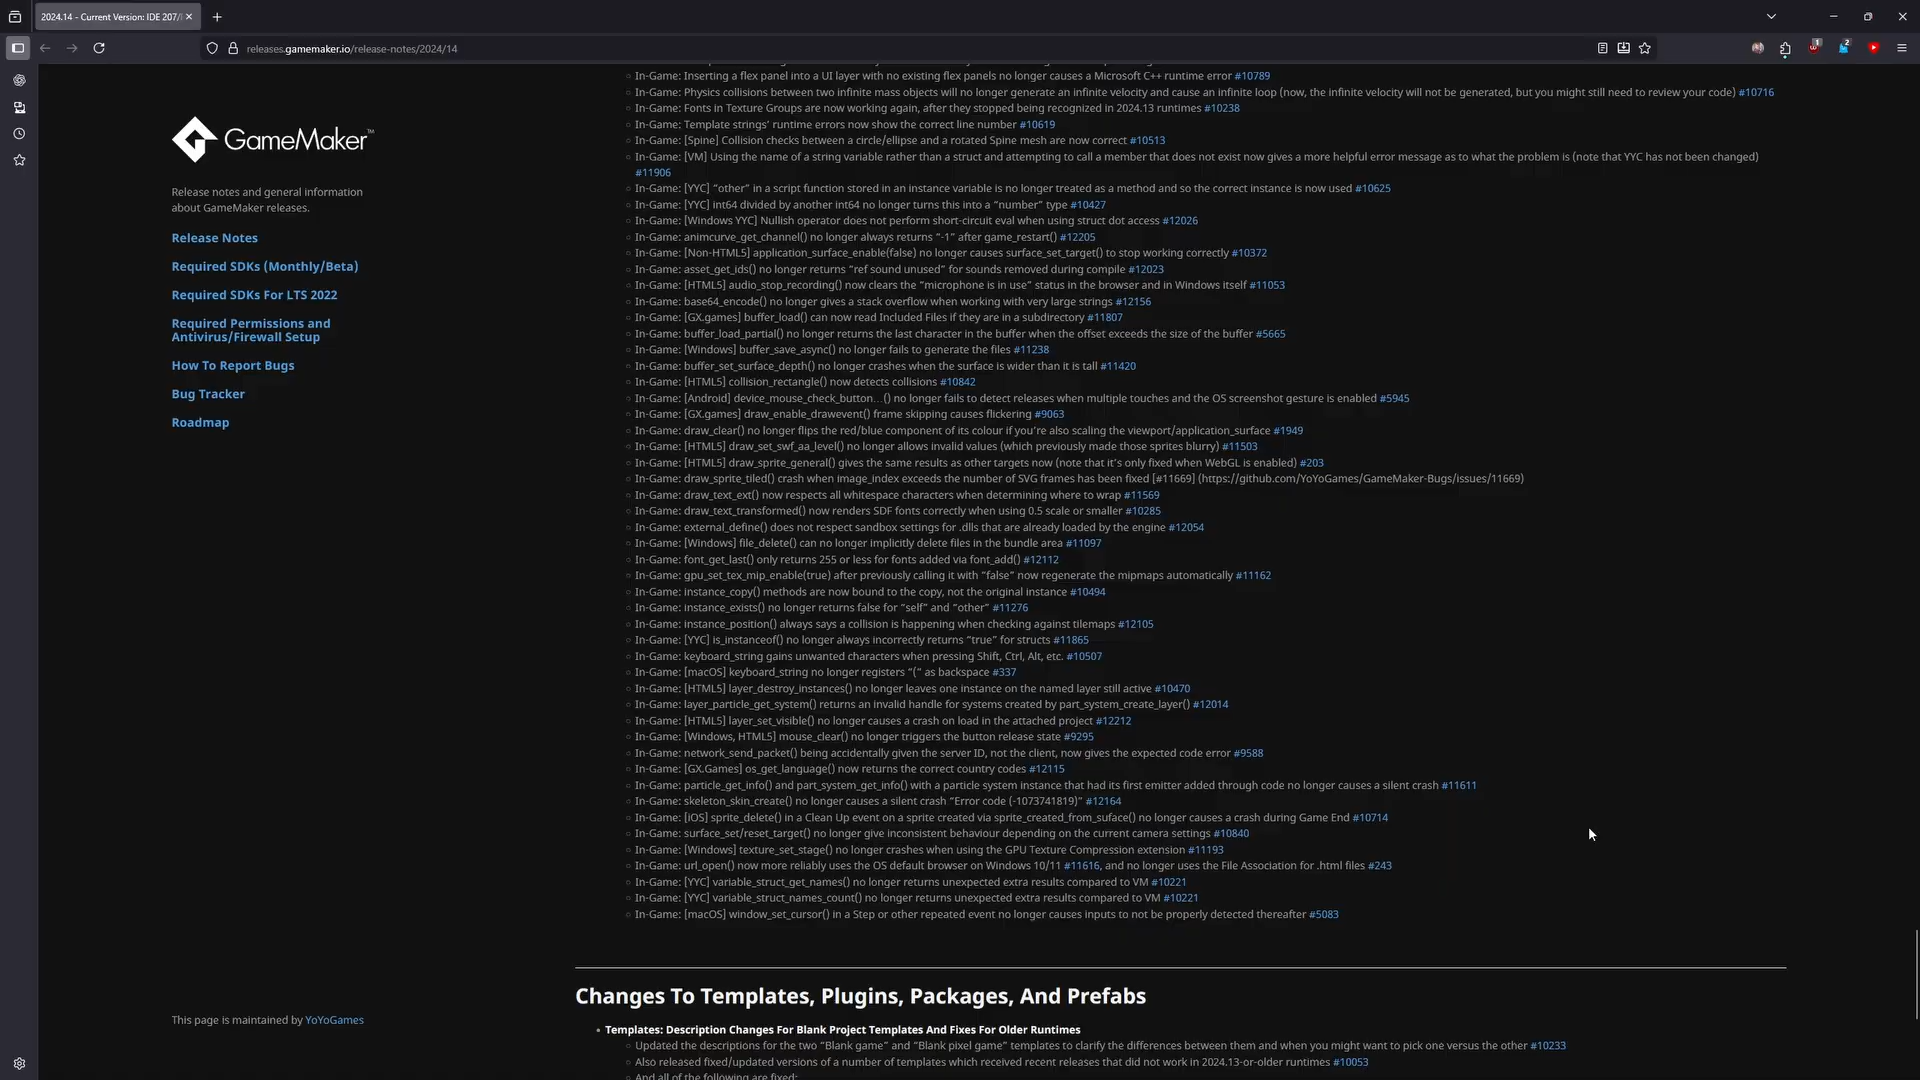 2024.14 - Current Version: IDE 207/
releases.gamemaker.io/release-notes/2024/14
1
2
GameMaker™
Release notes and general information
about GameMaker releases.
Release Notes
Required SDKs (Monthly/Beta)
Required SDKs For LTS 2022
Required Permissions and
Antivirus/Firewall Setup
How To Report Bugs
Bug Tracker
Roadmap
This page is maintained by YoYoGames
In-Game: Inserting a flex panel into a UI layer with no existing flex panels no longer causes a Microsoft C++ runtime error #10789
In-Game: Physics collisions between two infinite mass objects will no longer generate an infinite velocity and cause an infinite loop (now, the infinite velocity will not be generated, but you might still need to review your code) #10716
In-Game: Fonts in Texture Groups are now working again, after they stopped being recognized in 2024.13 runtimes #10238
In-Game: Template strings' runtime errors now show the correct line number #10619
In-Game: [Spine] Collision checks between a circle/ellipse and a rotated Spine mesh are now correct #10513
In-Game: [VM] Using the name of a string variable rather than a struct and attempting to call a member that does not exist now gives a more helpful error message as to what the problem is (note that YYC has not been changed)
#11906
In-Game: [YYC] “other” in a script function stored in an instance variable is no longer treated as a method and so the correct instance is now used #10625
In-Game: [YYC] int64 divided by another int64 no longer turns this into a “number” type #10427
In-Game: [Windows YYC] Nullish operator does not perform short-circuit eval when using struct dot access #12026
In-Game: animcurve_get_channel() no longer always returns “-1” after game_restart() #12205
In-Game: [Non-HTML5] application_surface_enable(false) no longer causes surface_set_target() to stop working correctly #10372
In-Game: asset_get_ids() no longer returns “ref sound unused” for sounds removed during compile #12023
In-Game: [HTML5] audio_stop_recording() now clears the “microphone is in use” status in the browser and in Windows itself #11053
In-Game: base64_encode() no longer gives a stack overflow when working with very large strings #12156
In-Game: [GX.games] buffer_load() can now read Included Files if they are in a subdirectory #11807
In-Game: buffer_load_partial() no longer returns the last character in the buffer when the offset exceeds the size of the buffer #5665
In-Game: [Windows] buffer_save_async() no longer fails to generate the files #11238
In-Game: buffer_set_surface_depth() no longer crashes when the surface is wider than it is tall #11420
In-Game: [HTML5] collision_rectangle() now detects collisions #10842
In-Game: [Android] device_mouse_check_button…() no longer fails to detect releases when multiple touches and the OS screenshot gesture is enabled #5945
In-Game: [GX.games] draw_enable_drawevent() frame skipping causes flickering #9063
In-Game: draw_clear() no longer flips the red/blue component of its colour if you're also scaling the viewport/application_surface #1949
In-Game: [HTML5] draw_set_swf_aa_level() no longer allows invalid values (which previously made those sprites blurry) #11503
In-Game: [HTML5] draw_sprite_general() gives the same results as other targets now (note that it's only fixed when WebGL is enabled) #203
In-Game: draw_sprite_tiled() crash when image_index exceeds the number of SVG frames has been fixed [#11669] (https://github.com/YoYoGames/GameMaker-Bugs/issues/11669)
In-Game: draw_text_ext() now respects all whitespace characters when determining where to wrap #11569
In-Game: draw_text_transformed() now renders SDF fonts correctly when using 0.5 scale or smaller #10285
In-Game: external_define() does not respect sandbox settings for .dlls that are already loaded by the engine #12054
In-Game: [Windows] file_delete() can no longer implicitly delete files in the bundle area #11097
In-Game: font_get_last() only returns 255 or less for fonts added via font_add() #12112
In-Game: gpu_set_tex_mip_enable(true) after previously calling it with “false” now regenerate the mipmaps automatically #11162
In-Game: instance_copy() methods are now bound to the copy, not the original instance #10494
In-Game: instance_exists() no longer returns false for “self” and “other” #11276
In-Game: instance_position() always says a collision is happening when checking against tilemaps #12105
In-Game: [YYC] is_instanceof() no longer always incorrectly returns “true” for structs #11865
In-Game: keyboard_string gains unwanted characters when pressing Shift, Ctrl, Alt, etc. #10507
In-Game: [macOS] keyboard_string no longer registers “(” as backspace #337
In-Game: [HTML5] layer_destroy_instances() no longer leaves one instance on the named layer still active #10470
In-Game: layer_particle_get_system() returns an invalid handle for systems created by part_system_create_layer() #12014
In-Game: [HTML5] layer_set_visible() no longer causes a crash on load in the attached project #12212
In-Game: [Windows, HTML5] mouse_clear() no longer triggers the button release state #9295
In-Game: network_send_packet() being accidentally given the server ID, not the client, now gives the expected code error #9588
In-Game: [GX.Games] os_get_language() now returns the correct country codes #12115
In-Game: particle_get_info() and part_system_get_info() with a particle system instance that had its first emitter added through code no longer causes a silent crash #11611
In-Game: skeleton_skin_create() no longer causes a silent crash “Error code (-1073741819)” #12164
In-Game: [iOS] sprite_delete() in a Clean Up event on a sprite created via sprite_created_from_suface() no longer causes a crash during Game End #10714
In-Game: surface_set/reset_target() no longer give inconsistent behaviour depending on the current camera settings #10840
In-Game: [Windows] texture_set_stage() no longer crashes when using the GPU Texture Compression extension #11193
In-Game: url_open() now more reliably uses the OS default browser on Windows 10/11 #11616, and no longer uses the File Association for .html files #243
In-Game: [YYC] variable_struct_get_names() no longer returns unexpected extra results compared to VM #10221
In-Game: [YYC] variable_struct_names_count() no longer returns unexpected extra results compared to VM #10221
In-Game: [macOS] window_set_cursor() in a Step or other repeated event no longer causes inputs to not be properly detected thereafter #5083
Changes To Templates, Plugins, Packages, And Prefabs
Templates: Description Changes For Blank Project Templates And Fixes For Older Runtimes
Updated the descriptions for the two “Blank game” and “Blank pixel game” templates to clarify the differences between them and when you might want to pick one versus the other #10233
Also released fixed/updated versions of a number of templates which received recent releases that did not work in 2024.13-or-older runtimes #10053
And all of the following are fixed: